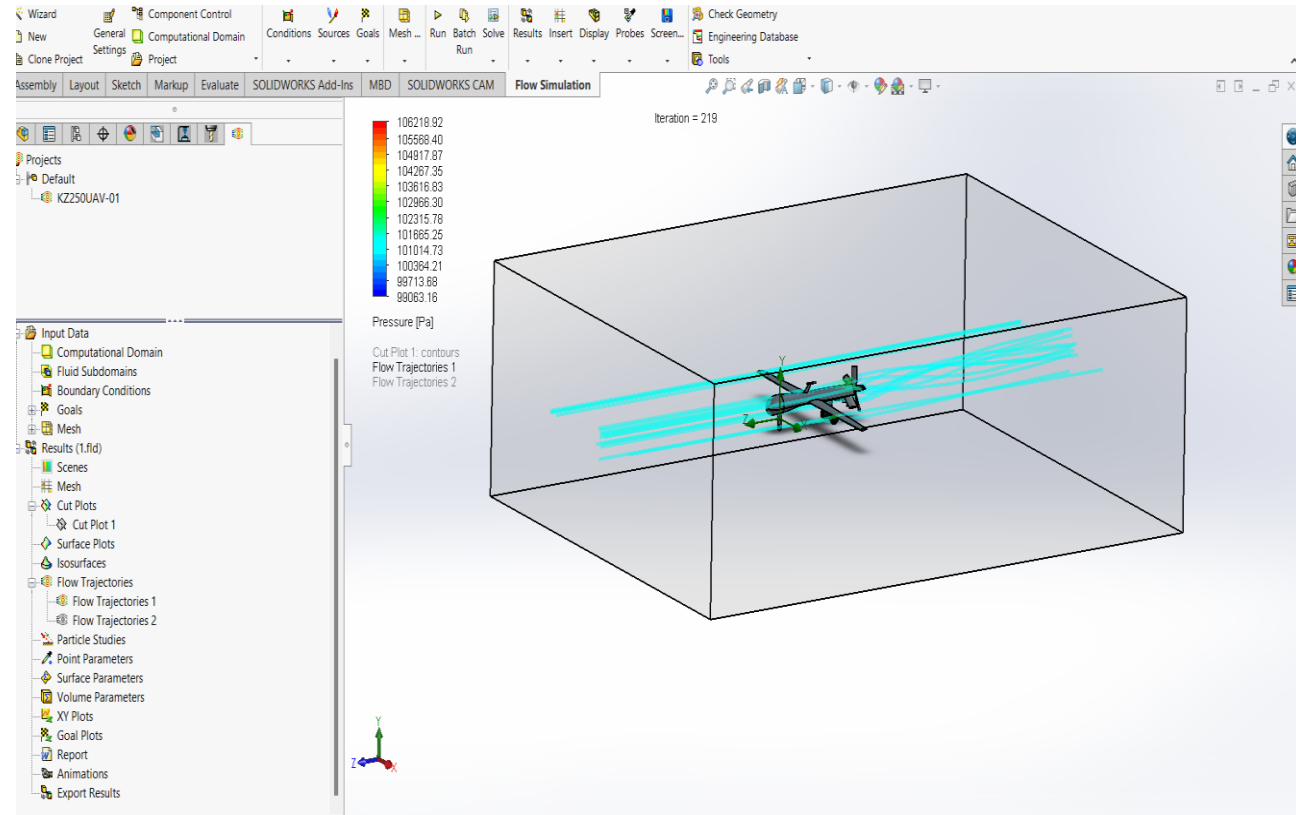 Wizard
New
Clone Project
General Settings
Component Control
Computational Domain
Project
Conditions
Sources
Goals
Mesh ...
Run
Batch Run
Solve
Results
Insert
Display
Probes
Screen...
Check Geometry
Engineering Database
Tools
Assembly
Layout
Sketch
Markup
Evaluate
SOLIDWORKS Add-Ins
MBD
SOLIDWORKS CAM
Flow Simulation
Projects
Default
KZ250UAV-01
Input Data
Computational Domain
Fluid Subdomains
Boundary Conditions
Goals
Mesh
Results (1.fld)
Scenes
Mesh
Cut Plots
Cut Plot 1
Surface Plots
Isosurfaces
Flow Trajectories
Flow Trajectories 1
Flow Trajectories 2
Particle Studies
Point Parameters
Surface Parameters
Volume Parameters
XY Plots
Goal Plots
Report
Animations
Export Results
106218.92
105568.40
104917.87
104267.35
103616.83
102966.30
102315.78
101665.25
101014.73
100364.21
99713.68
99063.16
Pressure [Pa]
Cut Plot 1: contours
Flow Trajectories 1
Flow Trajectories 2
Iteration = 219
Y
Z
X
Y
Z
X